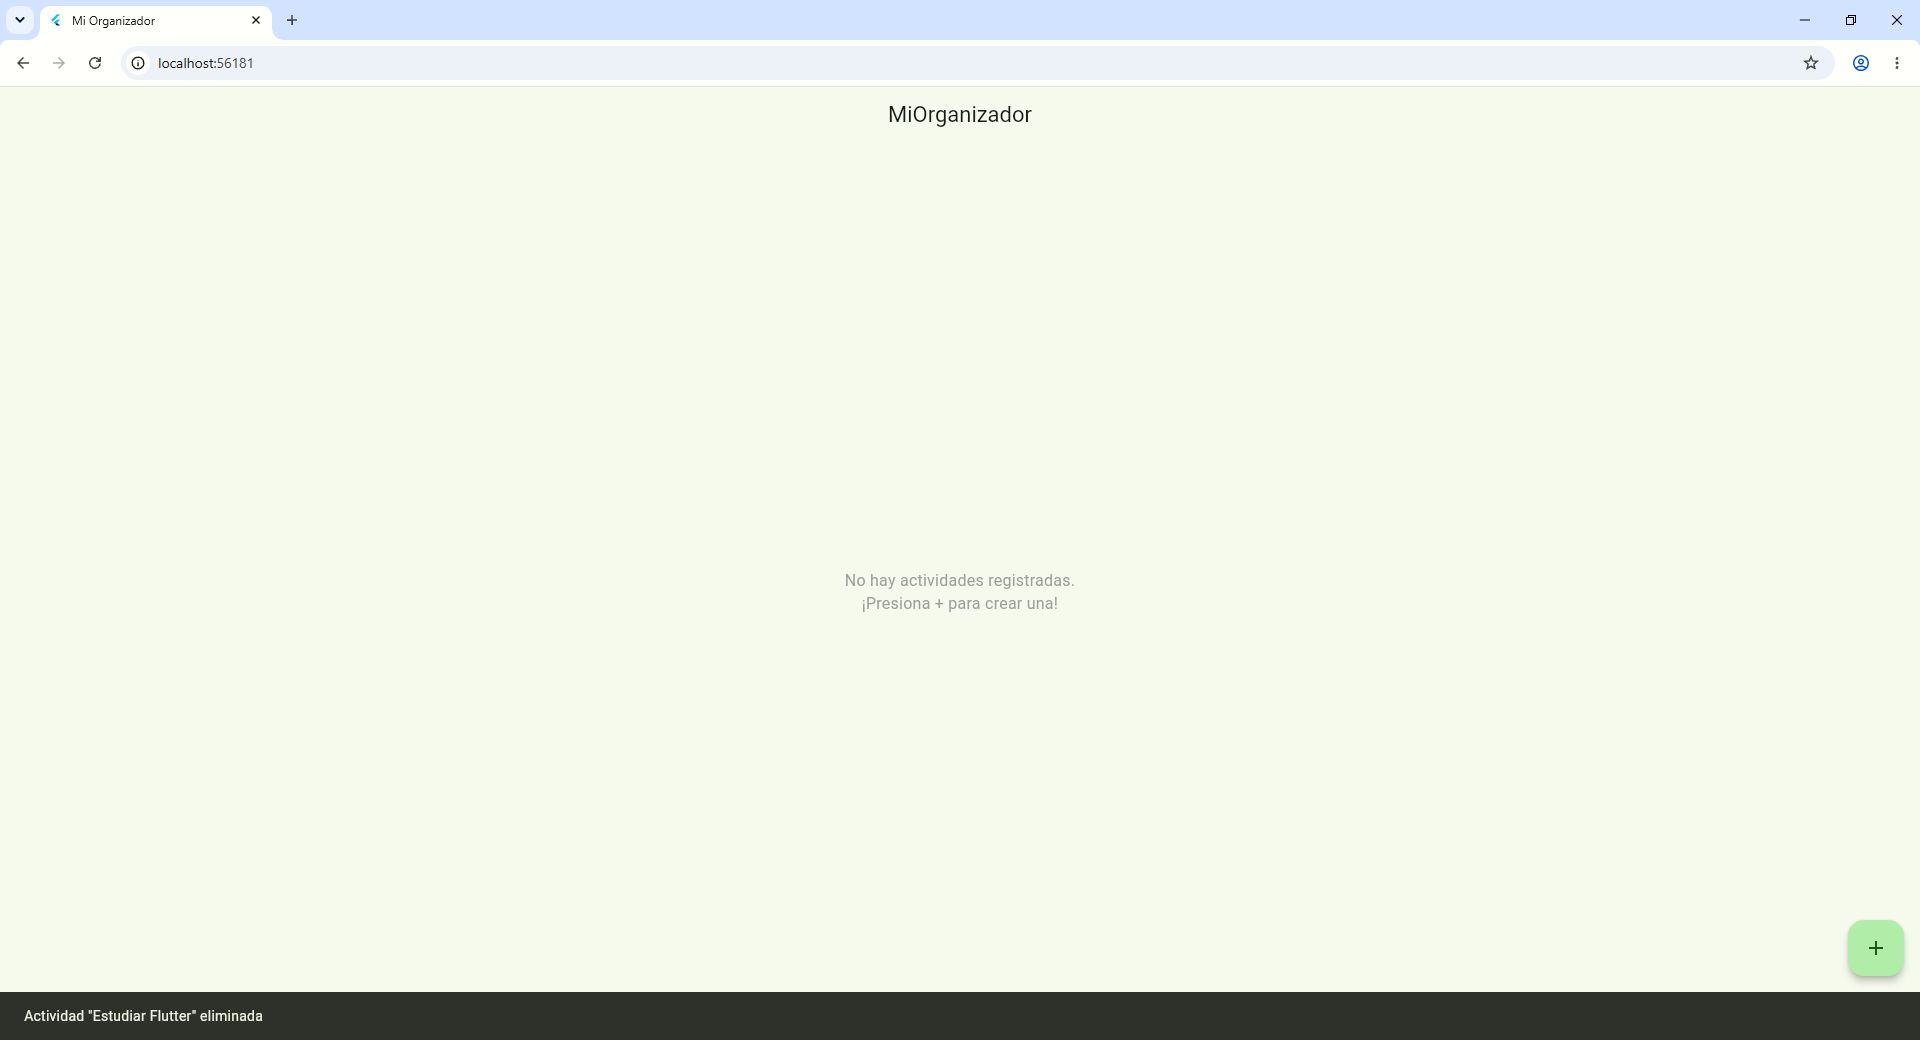 Mi Organizador
localhost:56181
MiOrganizador
No hay actividades registradas.
¡Presiona + para crear una!
Actividad "Estudiar Flutter" eliminada